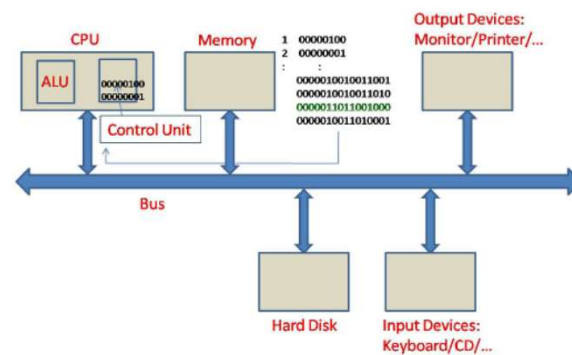 CPU
Memory
1 00000100
2 00000001
: :
0000010010011001
0000010010011010
0000011011001000
0000010011010001
Output Devices:
Monitor/Printer/...
ALU
00000100
00000001
Control Unit
Bus
Hard Disk
Input Devices:
Keyboard/CD/...